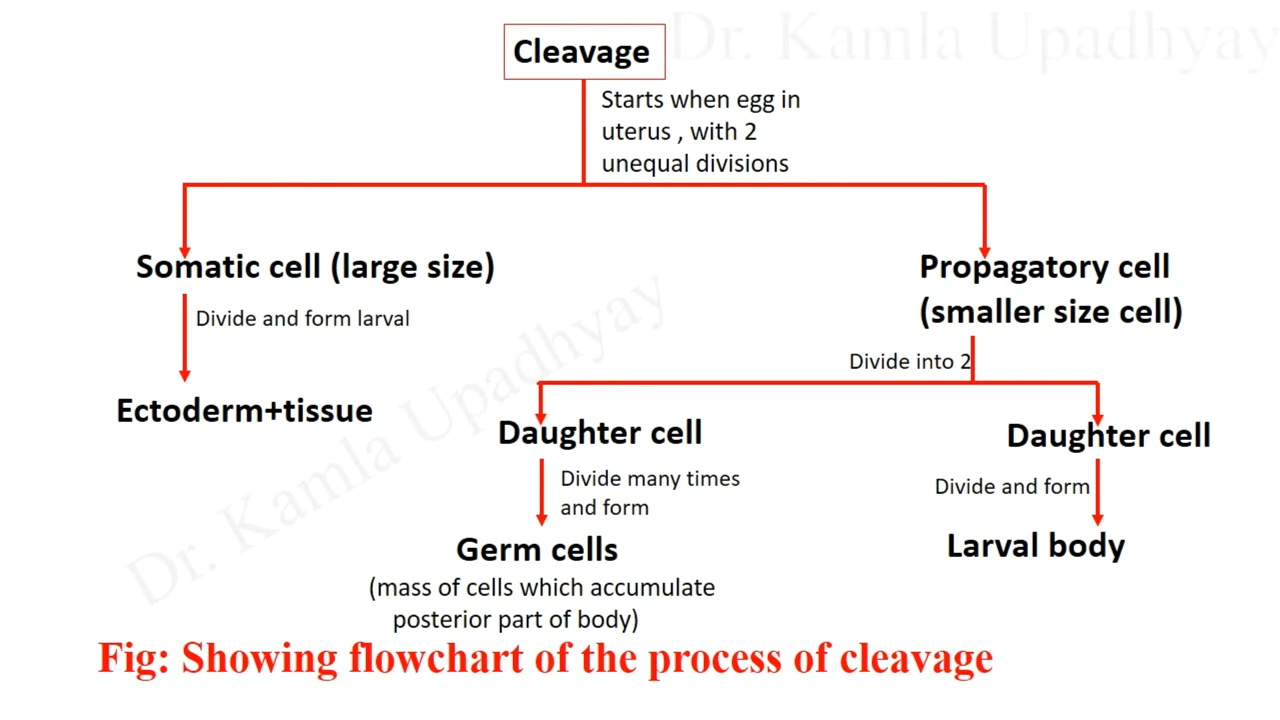 Dr. Kamla Upadhyay
Cleavage
Starts when egg in
uterus , with 2
unequal divisions
Somatic cell (large size)
Propagatory cell
(smaller size cell)
Divide and form larval
Divide into 2
Ectoderm+tissue
Daughter cell
Daughter cell
Divide many times
and form
Divide and form
Germ cells
Larval body
(mass of cells which accumulate
posterior part of body)
Dr. Kamla Upadhyay
Fig: Showing flowchart of the process of cleavage